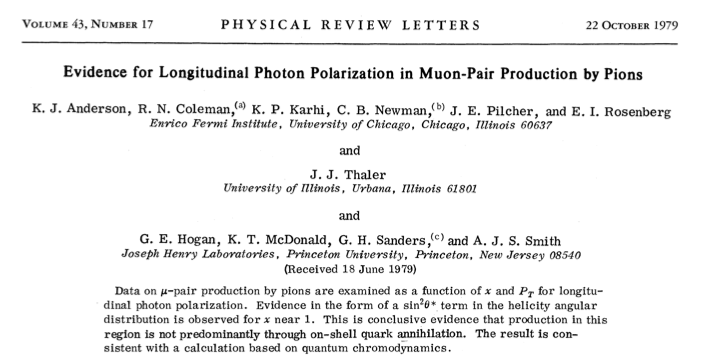 VOLUME 43, NUMBER 17 PHYSICAL REVIEW LETTERS 22 OCTOBER 1979
Evidence for Longitudinal Photon Polarization in Muon-Pair Production by Pions
K. J. Anderson, R. N. Coleman,(a) K. P. Karhi, C. B. Newman,(b) J. E. Pilcher, and E. I. Rosenberg
Enrico Fermi Institute, University of Chicago, Chicago, Illinois 60637
and
J. J. Thaler
University of Illinois, Urbana, Illinois 61801
and
G. E. Hogan, K. T. McDonald, G. H. Sanders,(c) and A. J. S. Smith
Joseph Henry Laboratories, Princeton University, Princeton, New Jersey 08540
(Received 18 June 1979)
Data on μ-pair production by pions are examined as a function of x and P_T for longitu-
dinal photon polarization. Evidence in the form of a sin²θ* term in the helicity angular
distribution is observed for x near 1. This is conclusive evidence that production in this
region is not predominantly through on-shell quark annihilation. The result is con-
sistent with a calculation based on quantum chromodynamics.